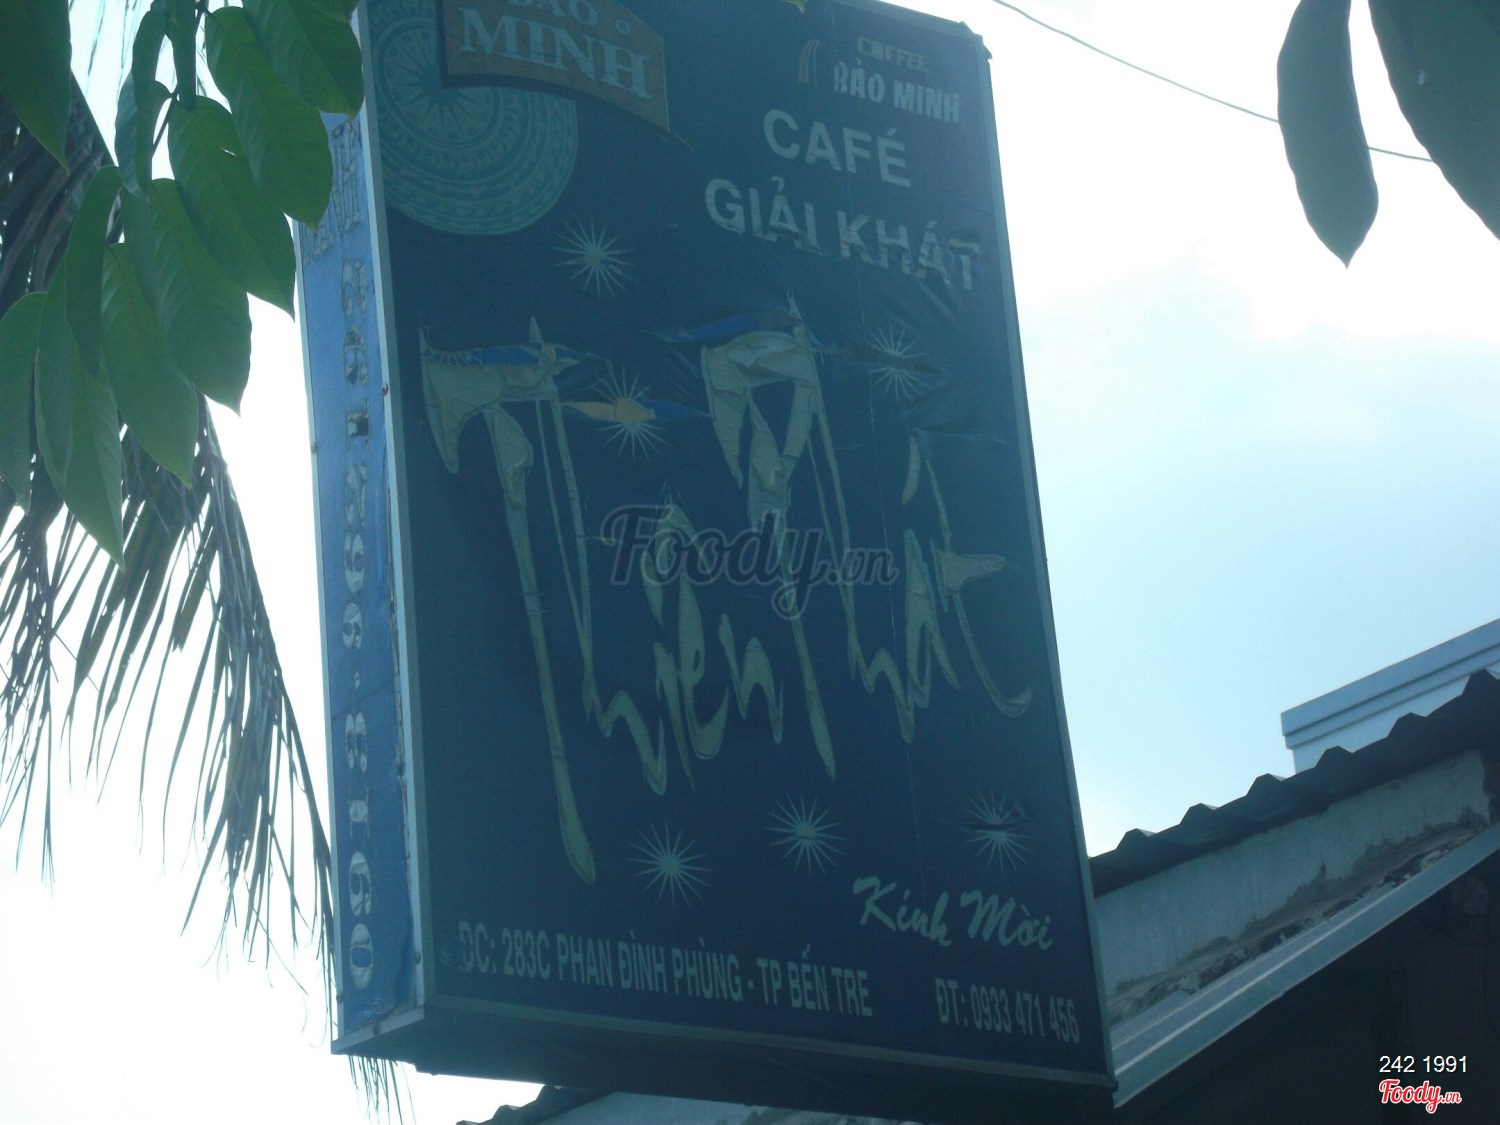 BẢO
MINH
COFFEE
BẢO MINH
CAFÉ
GIẢI KHÁT
Thiên Phát
Kính Mời
ĐC: 283C PHAN ĐÌNH PHÙNG - TP BẾN TRE
ĐT: 0933 471 456
Foody.vn
242 1991
Foody.vn